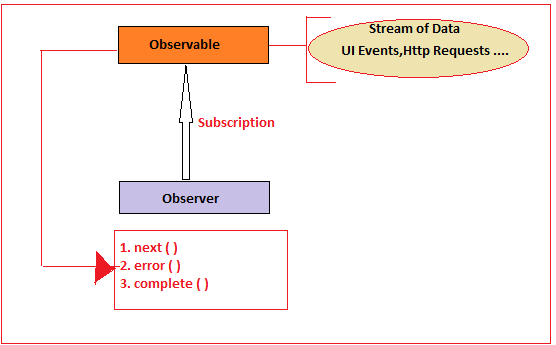 Observable
Stream of Data
UI Events,Http Requests ....
Subscription
Observer
1. next ( )
2. error ( )
3. complete ( )